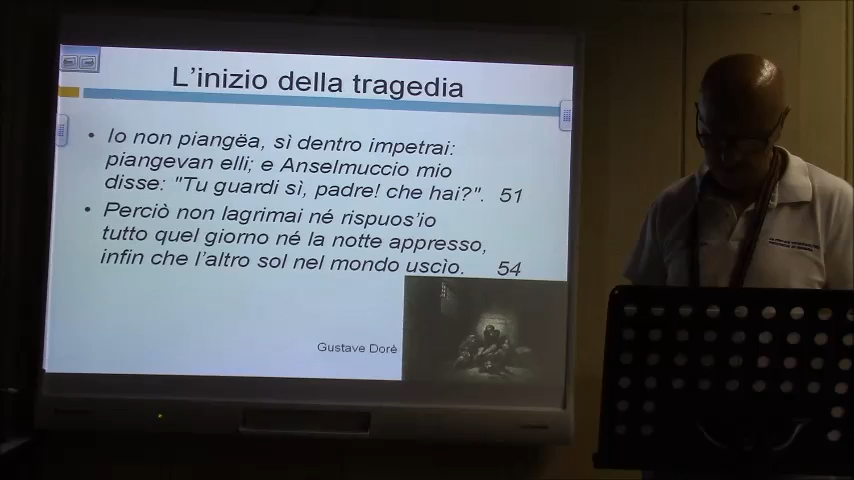 L'inizio della tragedia
• Io non piangëa, sì dentro impetrai:
piangevan elli; e Anselmuccio mio
disse: "Tu guardi sì, padre! che hai?". 51
• Perciò non lagrimai né rispuos'io
tutto quel giorno né la notte appresso,
infin che l'altro sol nel mondo uscìo. 54
Gustave Dorè